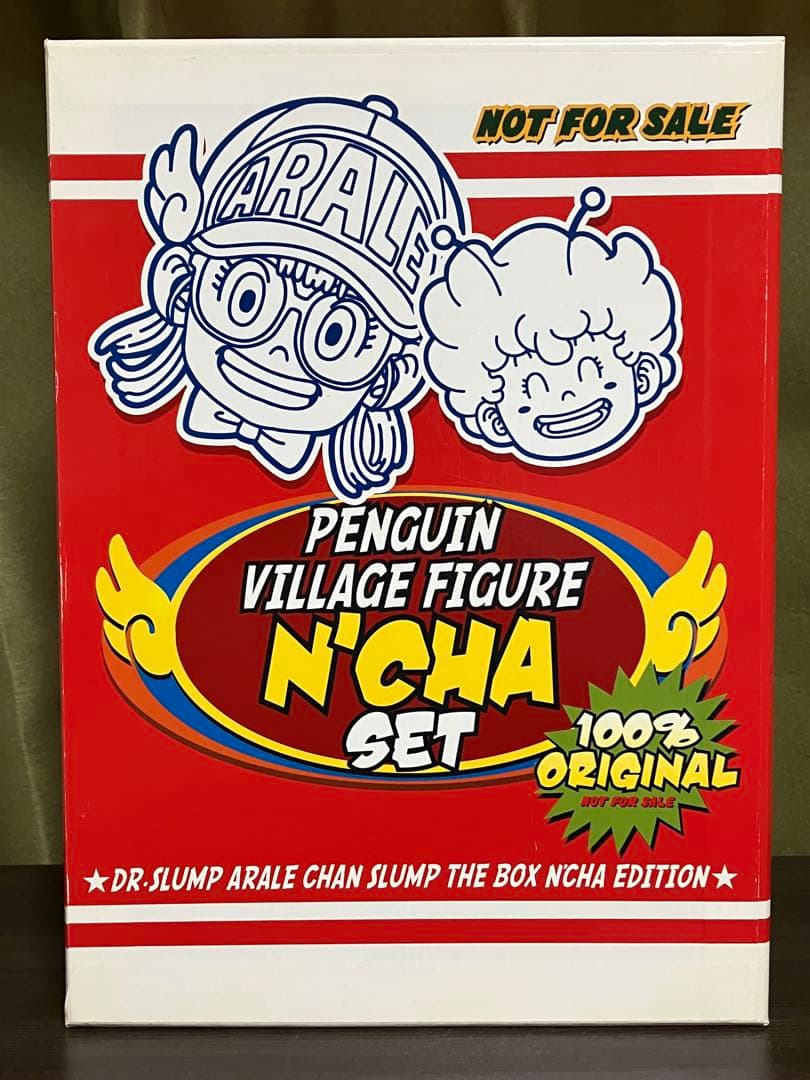 NOT FOR SALE
ARALE
PENGUIN
VILLAGE FIGURE
N'CHA
SET
100%
ORIGINAL
NOT FOR SALE
★DR.SLUMP ARALE CHAN SLUMP THE BOX N'CHA EDITION★